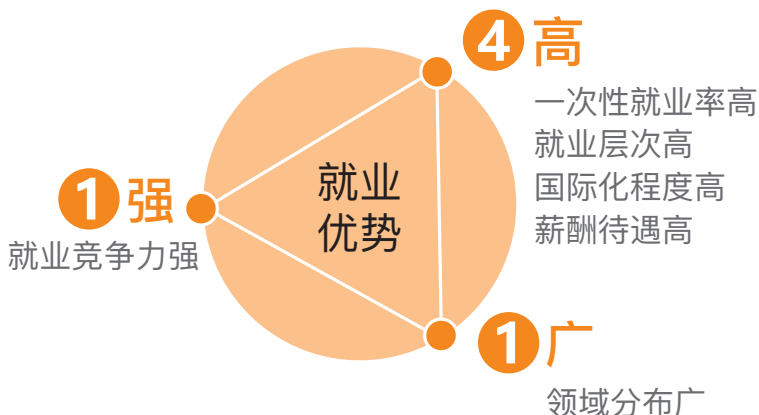 4高
一次性就业率高
就业层次高
国际化程度高
薪酬待遇高
就业
优势
1强
就业竞争力强
1广
领域分布广